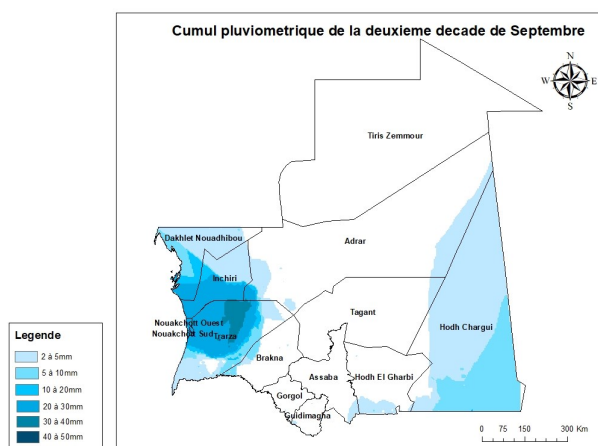 Cumul pluviometrique de la deuxieme decade de Septembre
N
W E
S
Tiris Zemmour
Dakhlet Nouadhibou
Adrar
Inchiri
Tagant
Nouakchott Ouest
Hodh Chargui
Nouakchott Sud
Trarza
Brakna
Assaba
Hodh El Gharbi
Gorgol
Guidimagha
Legende
2 à 5mm
5 à 10mm
10 à 20mm
20 à 30mm
30 à 40mm
40 à 50mm
0 75 150 300 Km